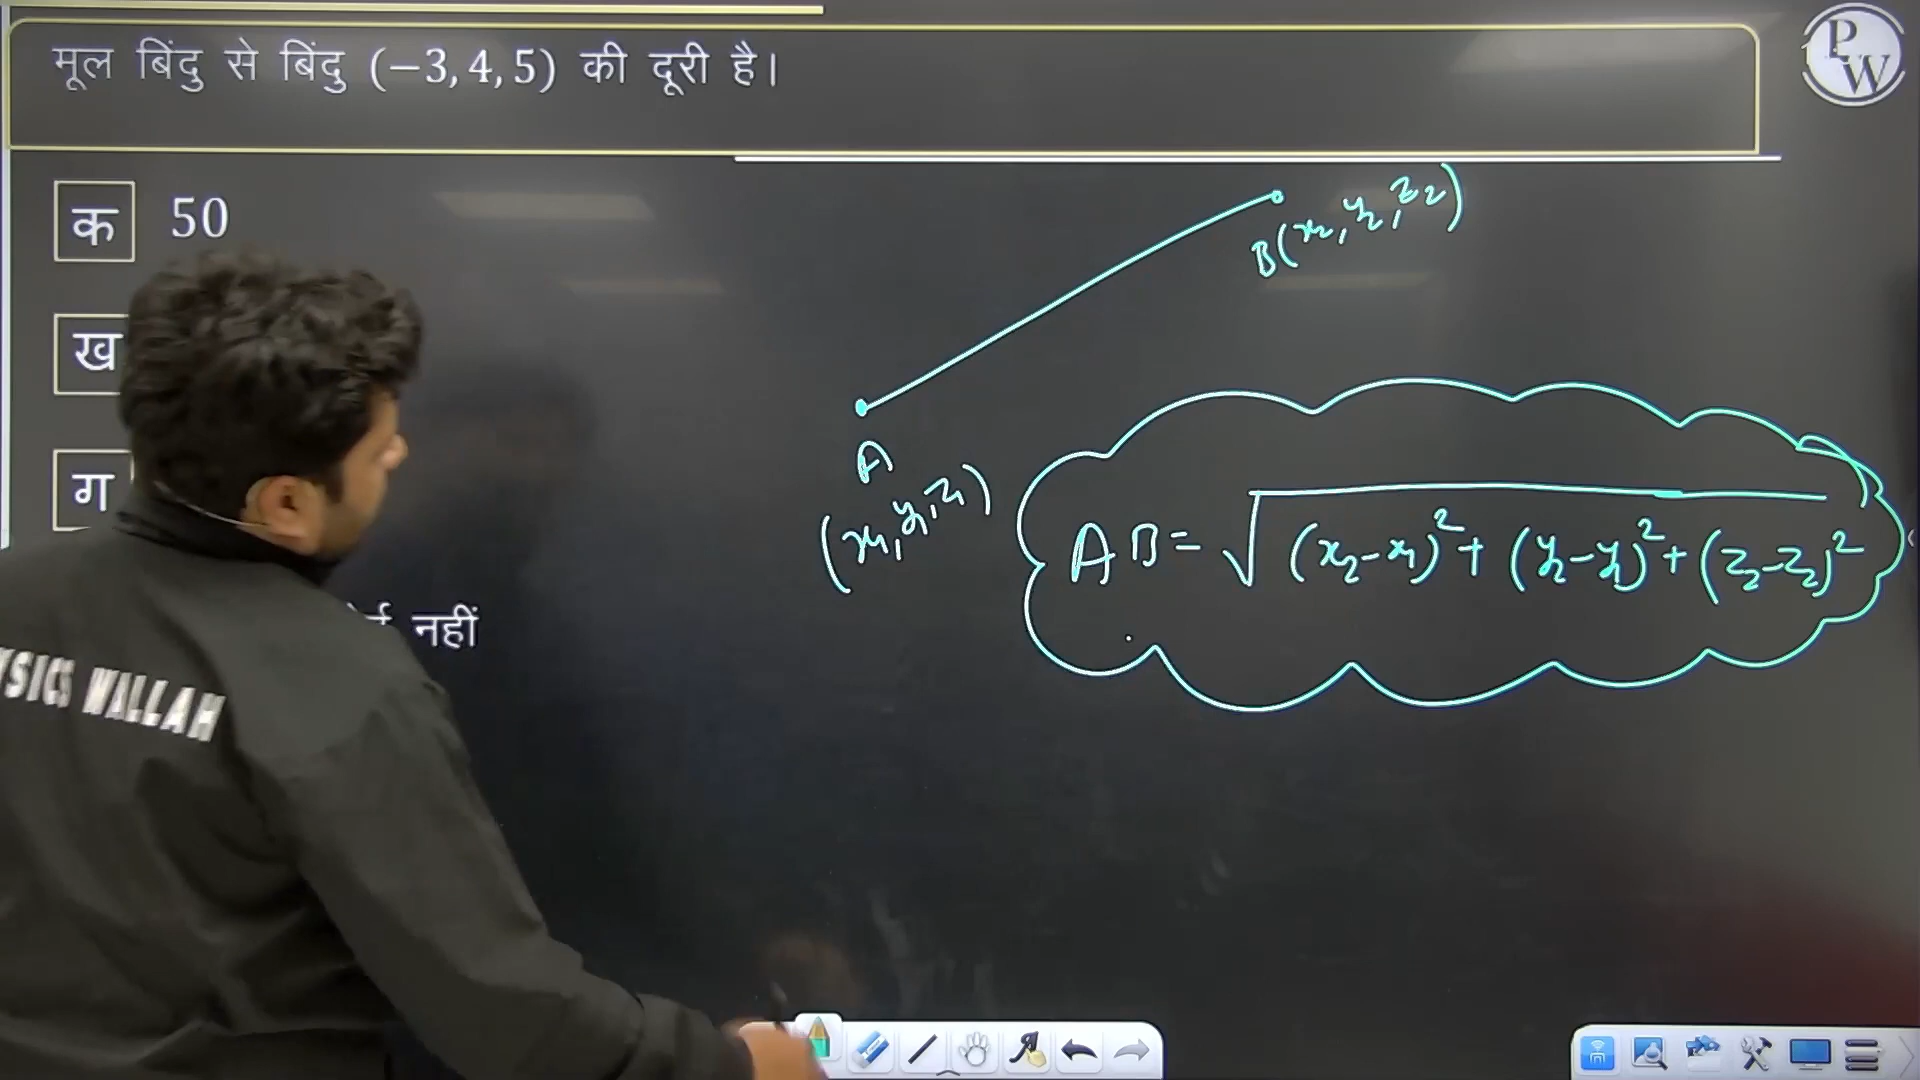 मूल बिंदु से बिंदु (−3, 4, 5) की दूरी है।
PW
क 50
ख
ग
नहीं
YSICS WALLAH
B(x₂, y₂, z₂)
A
(x₁, y₁, z₁)
AB = √(x₂−x₁)² + (y₂−y₁)² + (z₂−z₂)²